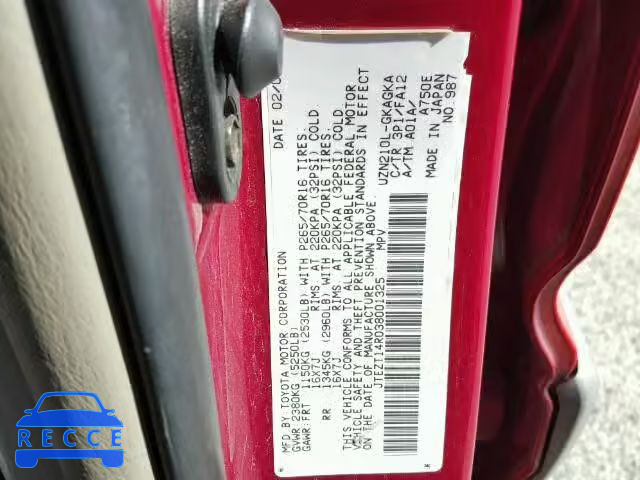 MFD.BY:TOYOTA MOTOR CORPORATION DATE 02/0
GVWR 2380KG (5250LB)
GAWR:FRT 1150KG (2530LB) WITH P265/70R16 TIRES.
16X7J RIMS. AT 220KPA (32PSI) COLD
RR 1345KG (2960LB) WITH P265/70R16 TIRES.
16X7J RIMS. AT 220KPA (32PSI) COLD
THIS VEHICLE CONFORMS TO ALL APPLICABLE FEDERAL MOTOR
VEHICLE SAFETY AND THEFT PREVENTION STANDARDS IN EFFECT
ON THE DATE OF MANUFACTURE SHOWN ABOVE.
JTEZT14R038001325 MPV
UZN210L-GKAGKA
C/TR 3P1/FA12
A/TM A01A/ A750E
MADE IN JAPAN
NO.987
RECCE